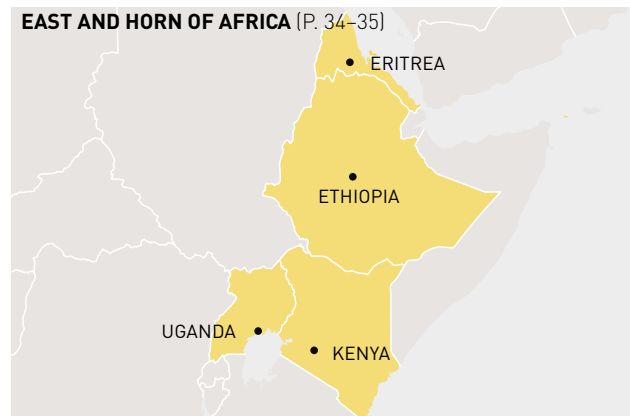 EAST AND HORN OF AFRICA (P. 34–35)
ERITREA
ETHIOPIA
UGANDA
KENYA